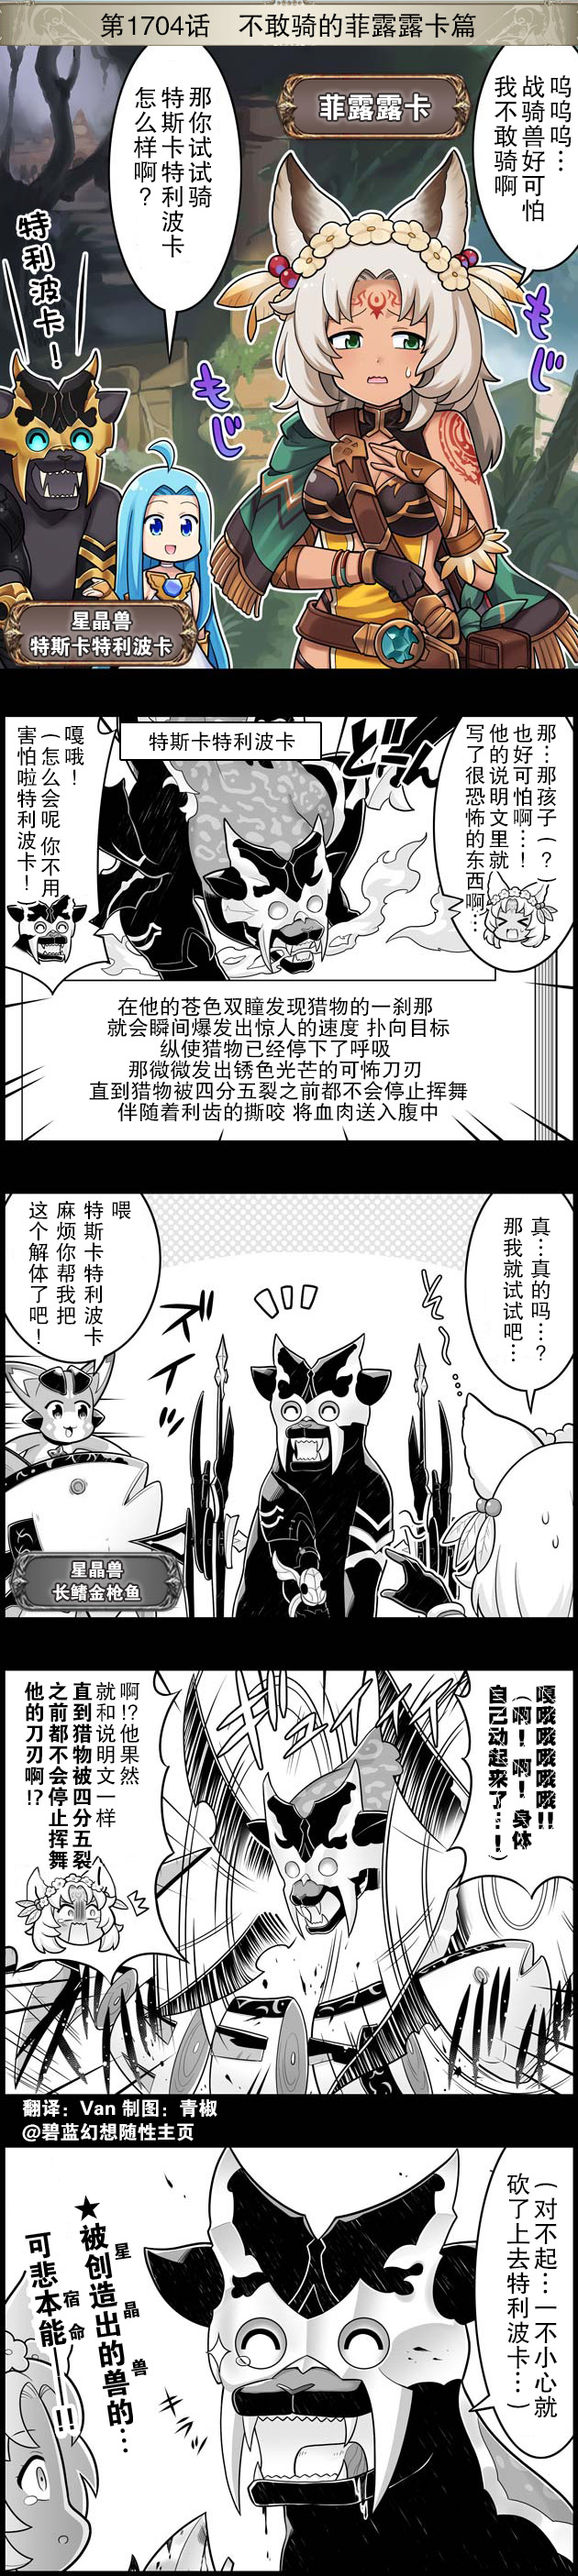 第1704话 不敢骑的菲露露卡篇
呜呜呜…
战骑兽好可怕
我不敢骑啊
菲露露卡
那你试试骑
特斯卡特利波卡
怎么样啊？
特利波卡！
もじ
もじ
星晶兽
特斯卡特利波卡
那…那孩子（？）
也好可怕啊…！
他的说明文里就
写了很恐怖的东西啊…
特斯卡特利波卡
どーん
嘎哦！
（怎么会呢 你不用
害怕啦特利波卡！）
在他的苍色双瞳发现猎物的一刹那
就会瞬间爆发出惊人的速度 扑向目标
纵使猎物已经停下了呼吸
那微微发出锈色光芒的可怖刀刃
直到猎物被四分五裂之前都不会停止挥舞
伴随着利齿的撕咬 将血肉送入腹中
真…真的吗…？
那我就试试吧…
そ〜…
喂
特斯卡特利波卡
麻烦你帮我把
这个解体了吧！
星晶兽
长鳍金枪鱼
嘎哦哦哦哦哦!!
（啊！啊！身体
自己动起来了…！）
啊!?他果然
就和说明文一样
直到猎物被四分五裂
之前都不会停止挥舞
他的刀刃啊!?
翻译：Van 制图：青椒
@碧蓝幻想随性主页
（对不起…一不小心就
砍了上去特利波卡…）
★被创造出的兽的…
星晶兽
可悲本能——!!
宿命